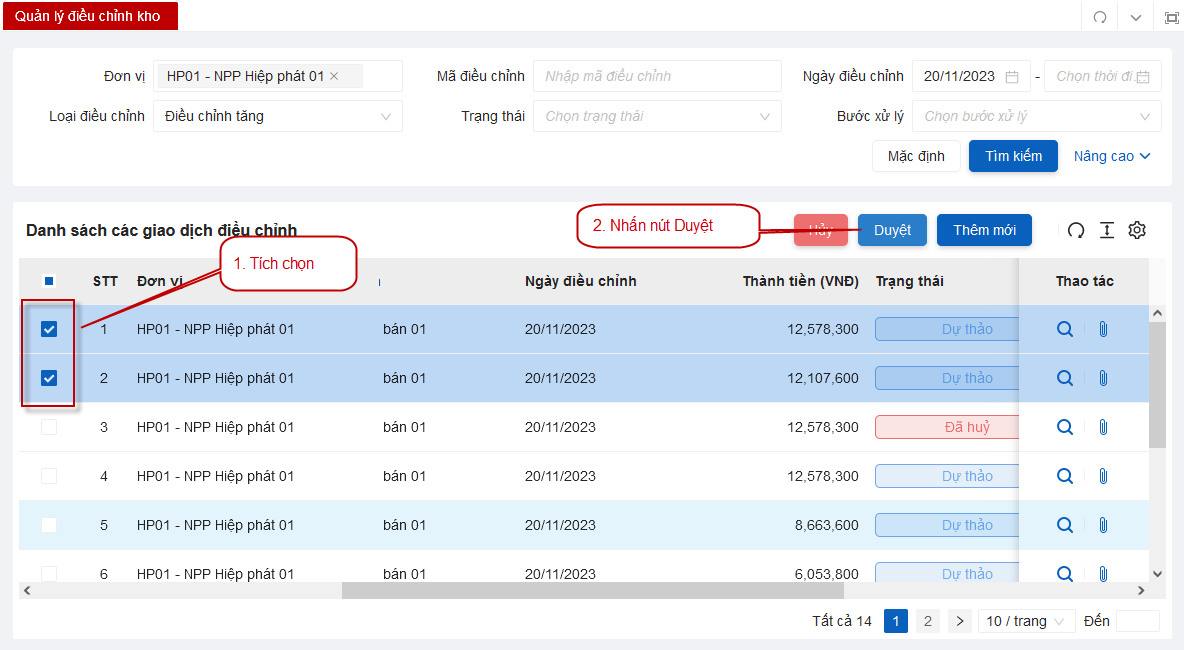 Quản lý điều chỉnh kho
Đơn vị HP01 - NPP Hiệp phát 01 × Mã điều chỉnh Nhập mã điều chỉnh Ngày điều chỉnh 20/11/2023 - Chọn thời đi
Loại điều chỉnh Điều chỉnh tăng Trạng thái Chọn trạng thái Bước xử lý Chọn bước xử lý
Mặc định Tìm kiếm Nâng cao
Danh sách các giao dịch điều chỉnh 2. Nhấn nút Duyệt Hủy Duyệt Thêm mới
1. Tích chọn
STT Đơn vị Ngày điều chỉnh Thành tiền (VNĐ) Trạng thái Thao tác
1 HP01 - NPP Hiệp phát 01 bán 01 20/11/2023 12,578,300 Dự thảo
2 HP01 - NPP Hiệp phát 01 bán 01 20/11/2023 12,107,600 Dự thảo
3 HP01 - NPP Hiệp phát 01 bán 01 20/11/2023 12,578,300 Đã huỷ
4 HP01 - NPP Hiệp phát 01 bán 01 20/11/2023 12,578,300 Dự thảo
5 HP01 - NPP Hiệp phát 01 bán 01 20/11/2023 8,663,600 Dự thảo
6 HP01 - NPP Hiệp phát 01 bán 01 20/11/2023 6,053,800 Dự thảo
Tất cả 14 1 2 > 10 / trang Đến